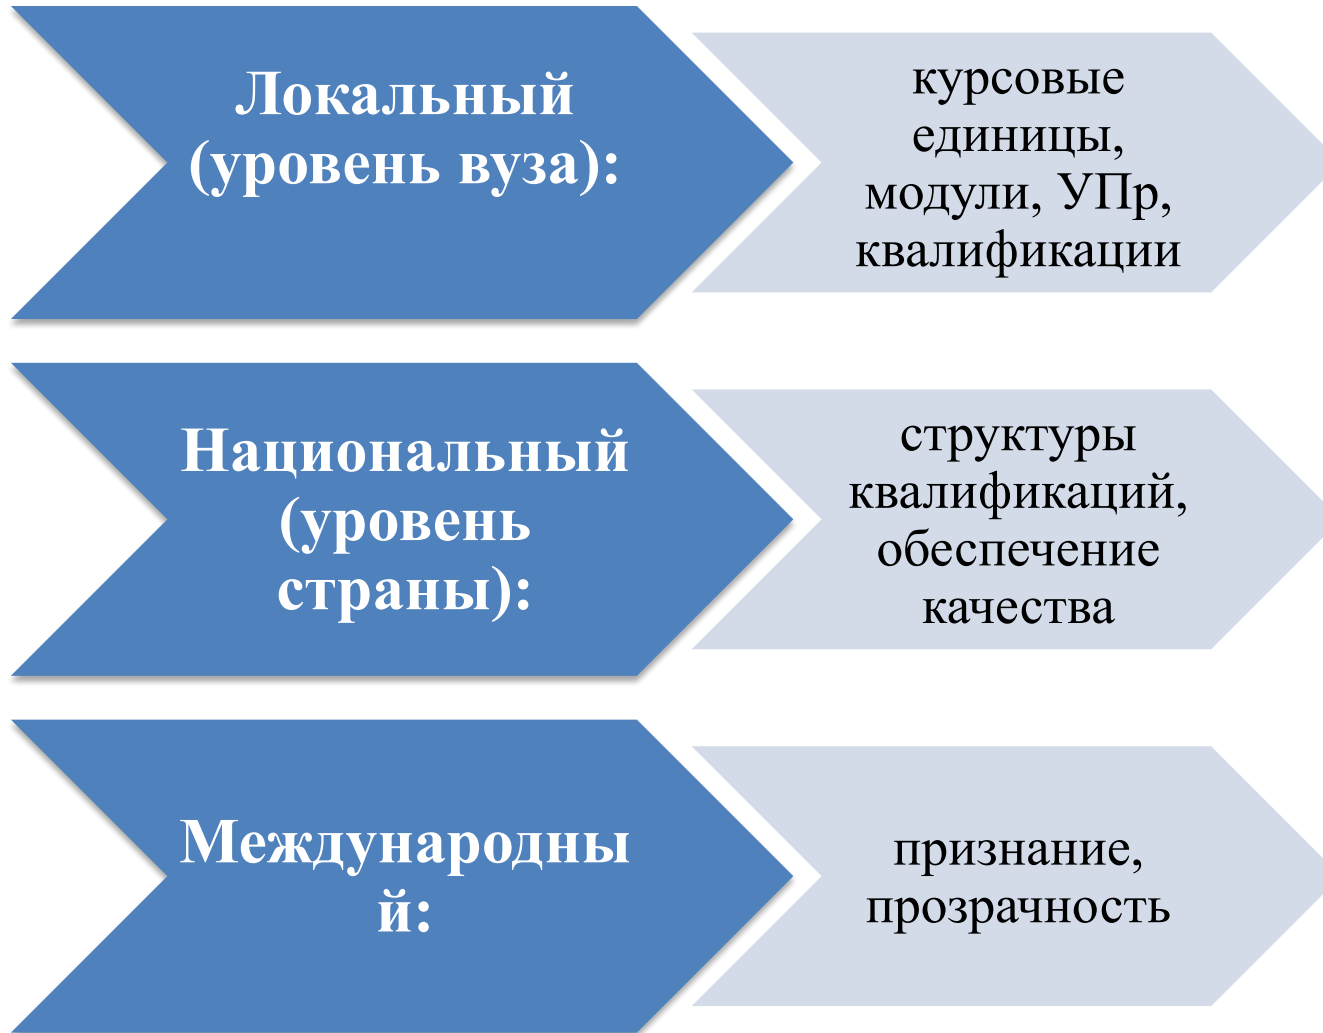 Локальный
(уровень вуза):
курсовые
единицы,
модули, УПр,
квалификации
Национальный
(уровень
страны):
структуры
квалификаций,
обеспечение
качества
Международны
й:
признание,
прозрачность